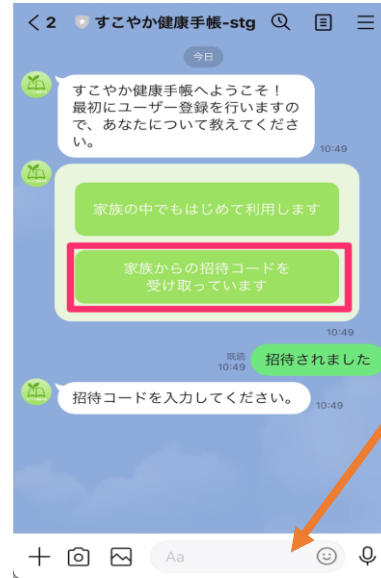 2 すこやか健康手帳-stg
今日
すこやか健康手帳へようこそ！
最初にユーザー登録を行いますの
で、あなたについて教えてくださ
い。
10:49
家族の中でもはじめて利用します
家族からの招待コードを
受け取っています
10:49
既読
10:49
招待されました
招待コードを入力してください。
10:49
Aa